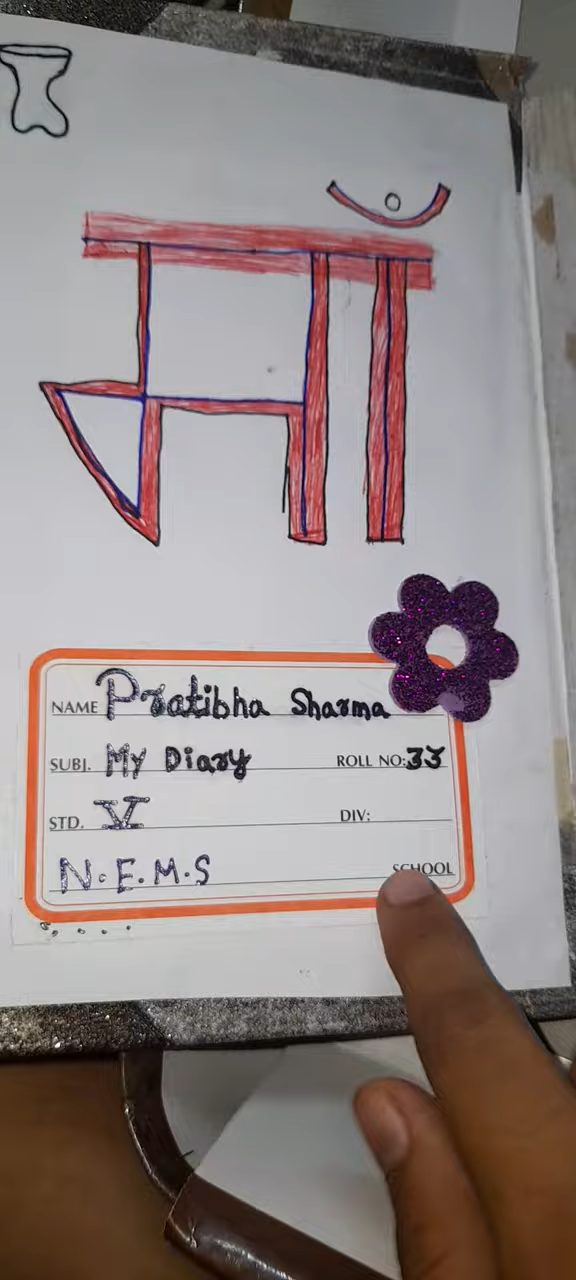 माँ
NAME Pratibha Sharma
SUBJ. My Diary ROLL NO: 33
STD. V DIV:
N.E.M.S SCHOOL